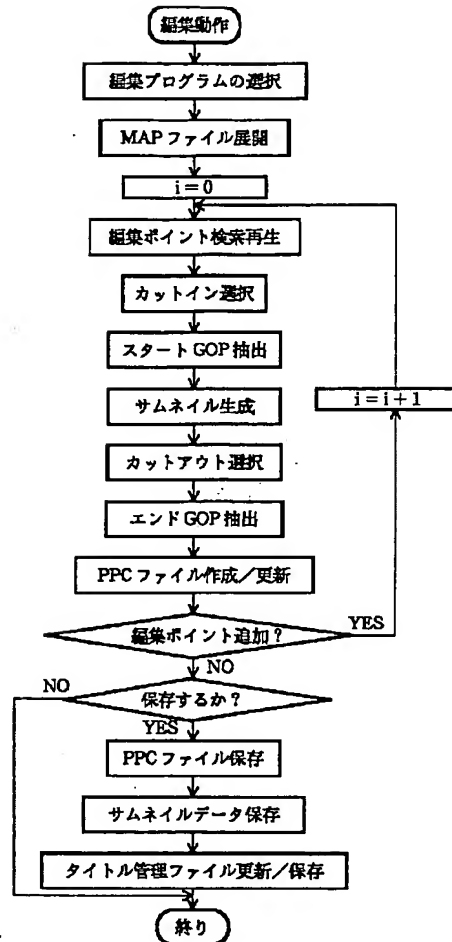 編集動作
編集プログラムの選択
MAPファイル展開
i=0
編集ポイント検索再生
カットイン選択
スタートGOP抽出
サムネイル生成
i=i+1
カットアウト選択
エンドGOP抽出
PPCファイル作成/更新
編集ポイント追加?
YES
NO
保存するか?
NO
YES
PPCファイル保存
サムネイルデータ保存
タイトル管理ファイル更新/保存
終り